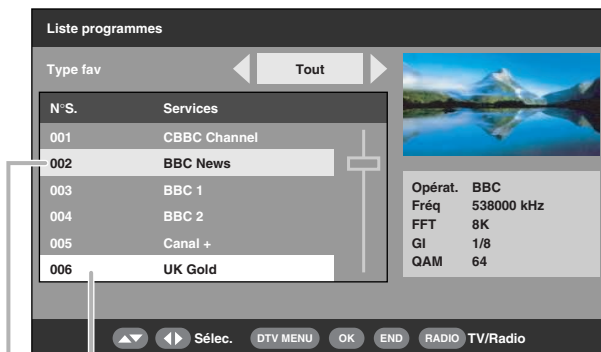 Liste programmes
Type fav Tout
N°S. Services
001 CBBC Channel
002 BBC News
003 BBC 1
004 BBC 2
005 Canal +
006 UK Gold
Opérat. BBC
Fréq 538000 kHz
FFT 8K
GI 1/8
QAM 64
Sélec. DTV MENU OK END RADIO TV/Radio